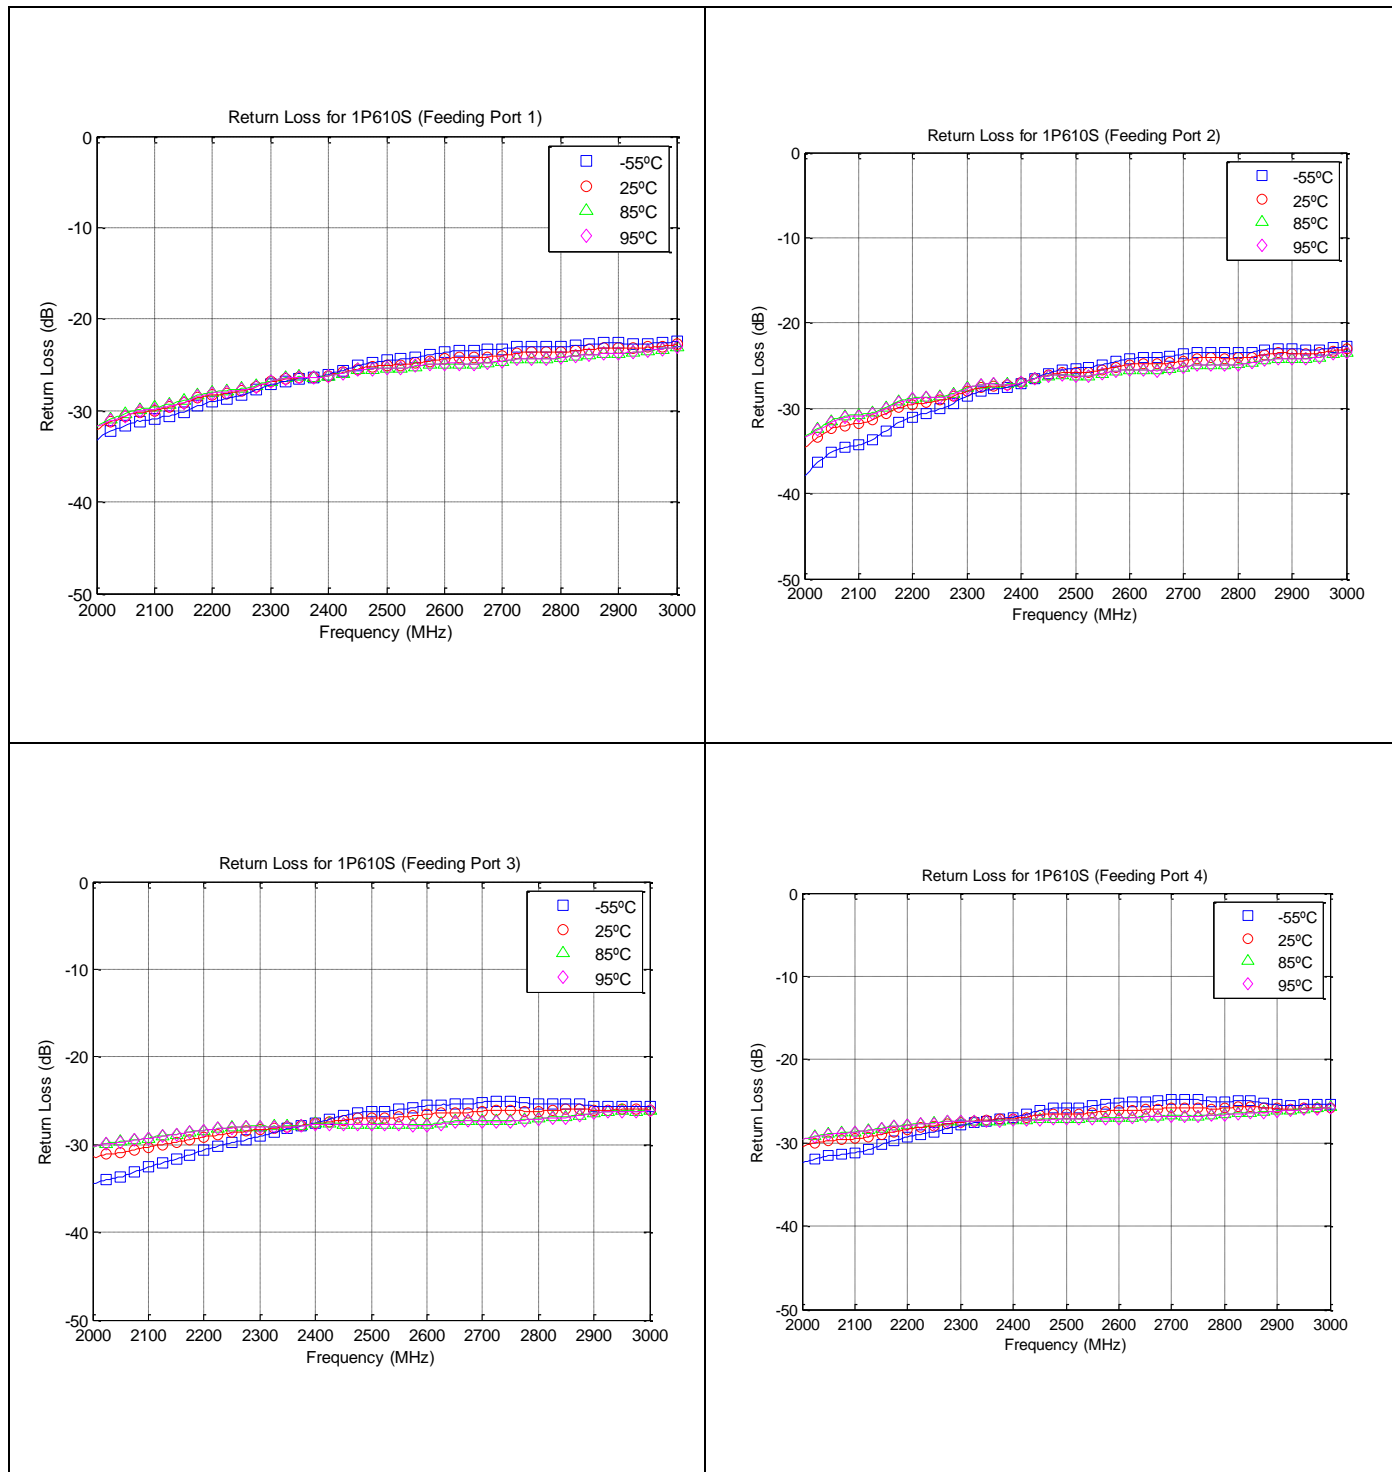 Return Loss for 1P610S (Feeding Port 1)
0
-10
-20
-30
-40
-50
Return Loss (dB)
-55ºC
25ºC
85ºC
95ºC
2000 2100 2200 2300 2400 2500 2600 2700 2800 2900 3000
Frequency (MHz)
Return Loss for 1P610S (Feeding Port 2)
0
-10
-20
-30
-40
-50
Return Loss (dB)
-55ºC
25ºC
85ºC
95ºC
2000 2100 2200 2300 2400 2500 2600 2700 2800 2900 3000
Frequency (MHz)
Return Loss for 1P610S (Feeding Port 3)
0
-10
-20
-30
-40
-50
Return Loss (dB)
-55ºC
25ºC
85ºC
95ºC
2000 2100 2200 2300 2400 2500 2600 2700 2800 2900 3000
Frequency (MHz)
Return Loss for 1P610S (Feeding Port 4)
0
-10
-20
-30
-40
-50
Return Loss (dB)
-55ºC
25ºC
85ºC
95ºC
2000 2100 2200 2300 2400 2500 2600 2700 2800 2900 3000
Frequency (MHz)